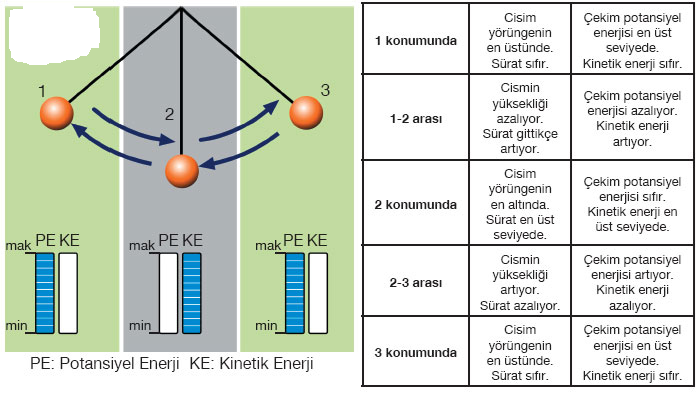 1
2
3
mak PE KE
mak PE KE
mak PE KE
min
min
min
PE: Potansiyel Enerji KE: Kinetik Enerji
1 konumunda
Cisim
yörüngenin
en üstünde.
Sürat sıfır.
Çekim potansiyel
enerjisi en üst
seviyede.
Kinetik enerji sıfır.
1-2 arası
Cismin
yüksekliği
azalıyor.
Sürat gittikçe
artıyor.
Çekim potansiyel
enerjisi azalıyor.
Kinetik enerji
artıyor.
2 konumunda
Cisim
yörüngenin
en altında.
Sürat en üst
seviyede.
Çekim potansiyel
enerjisi sıfır.
Kinetik enerji en
üst seviyede.
2-3 arası
Cismin
yüksekliği
artıyor.
Sürat azalıyor.
Çekim potansiyel
enerjisi artıyor.
Kinetik enerji
azalıyor.
3 konumunda
Cisim
yörüngenin
en üstünde.
Sürat sıfır.
Çekim potansiyel
enerjisi en üst
seviyede.
Kinetik enerji sıfır.